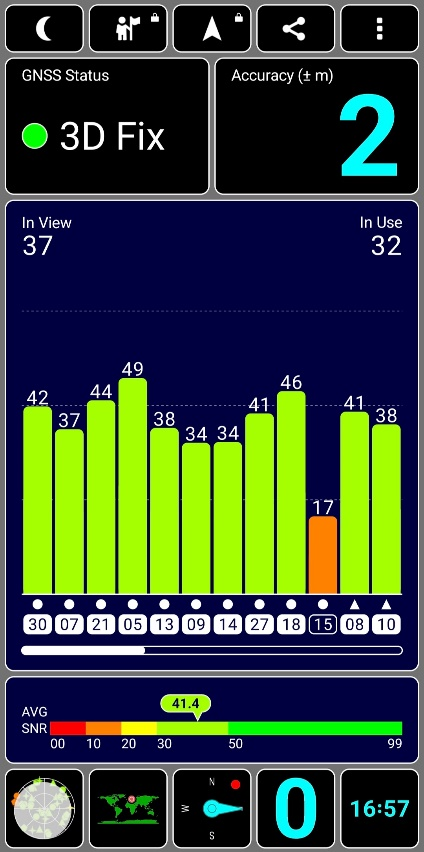 GNSS Status
3D Fix
Accuracy (± m)
2
In View
37
In Use
32
42 37 44 49 38 34 34 41 46 17 41 38
30 07 21 05 13 09 14 27 18 15 08 10
41.4
AVG
SNR
00 10 20 30 50 99
N
W
S
0
16:57